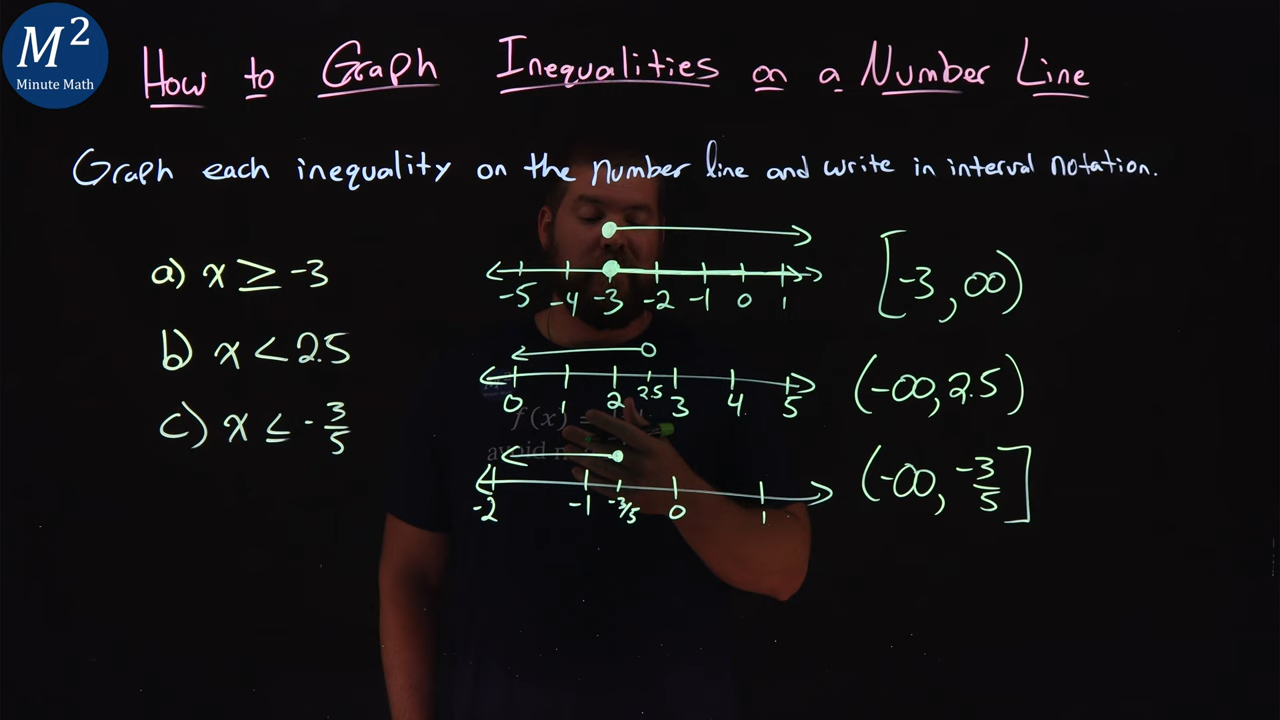 M²
Minute Math
How to Graph Inequalities on a Number Line
Graph each inequality on the number line and write in interval notation.
a) x ≥ -3
-5 -4 -3 -2 -1 0 1
[-3, ∞)
b) x < 2.5
0 1 2 2.5 3 4 5
(-∞, 2.5)
c) x ≤ -3/5
-2 -1 -3/5 0 1
(-∞, -3/5]
f(x) =